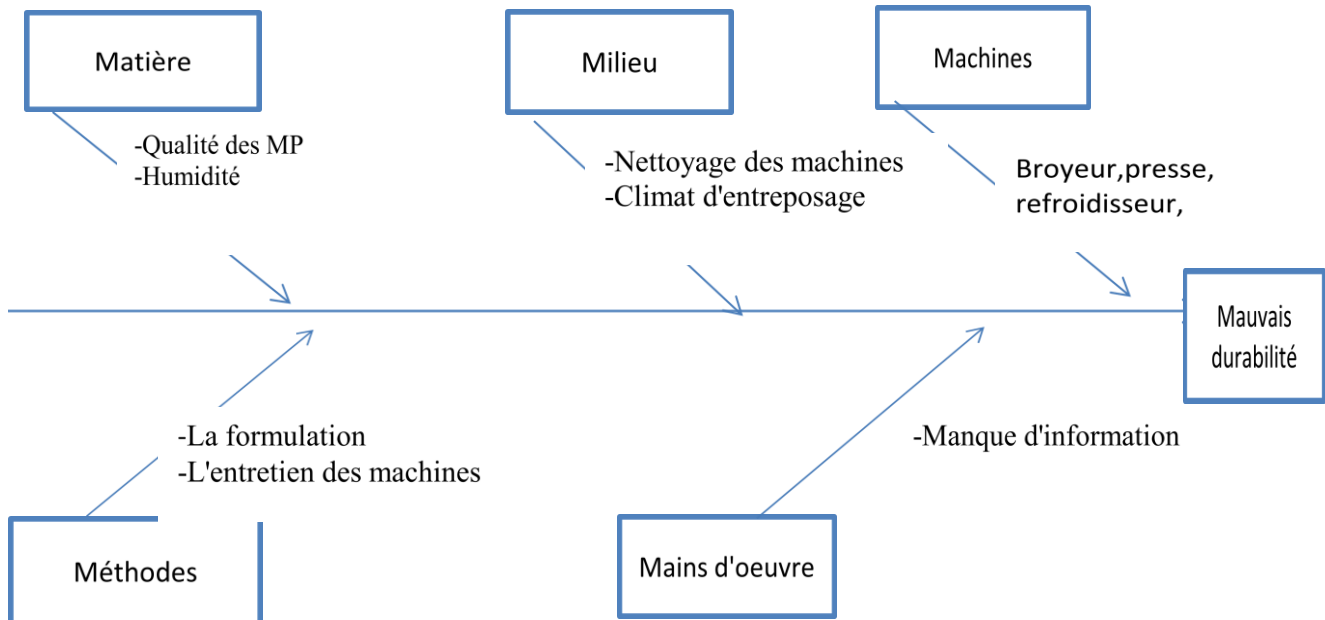 Matière
-Qualité des MP
-Humidité
Milieu
-Nettoyage des machines
-Climat d'entreposage
Machines
Broyeur,presse,
refroidisseur,
Mauvais
durabilité
-La formulation
-L'entretien des machines
Méthodes
-Manque d'information
Mains d'oeuvre